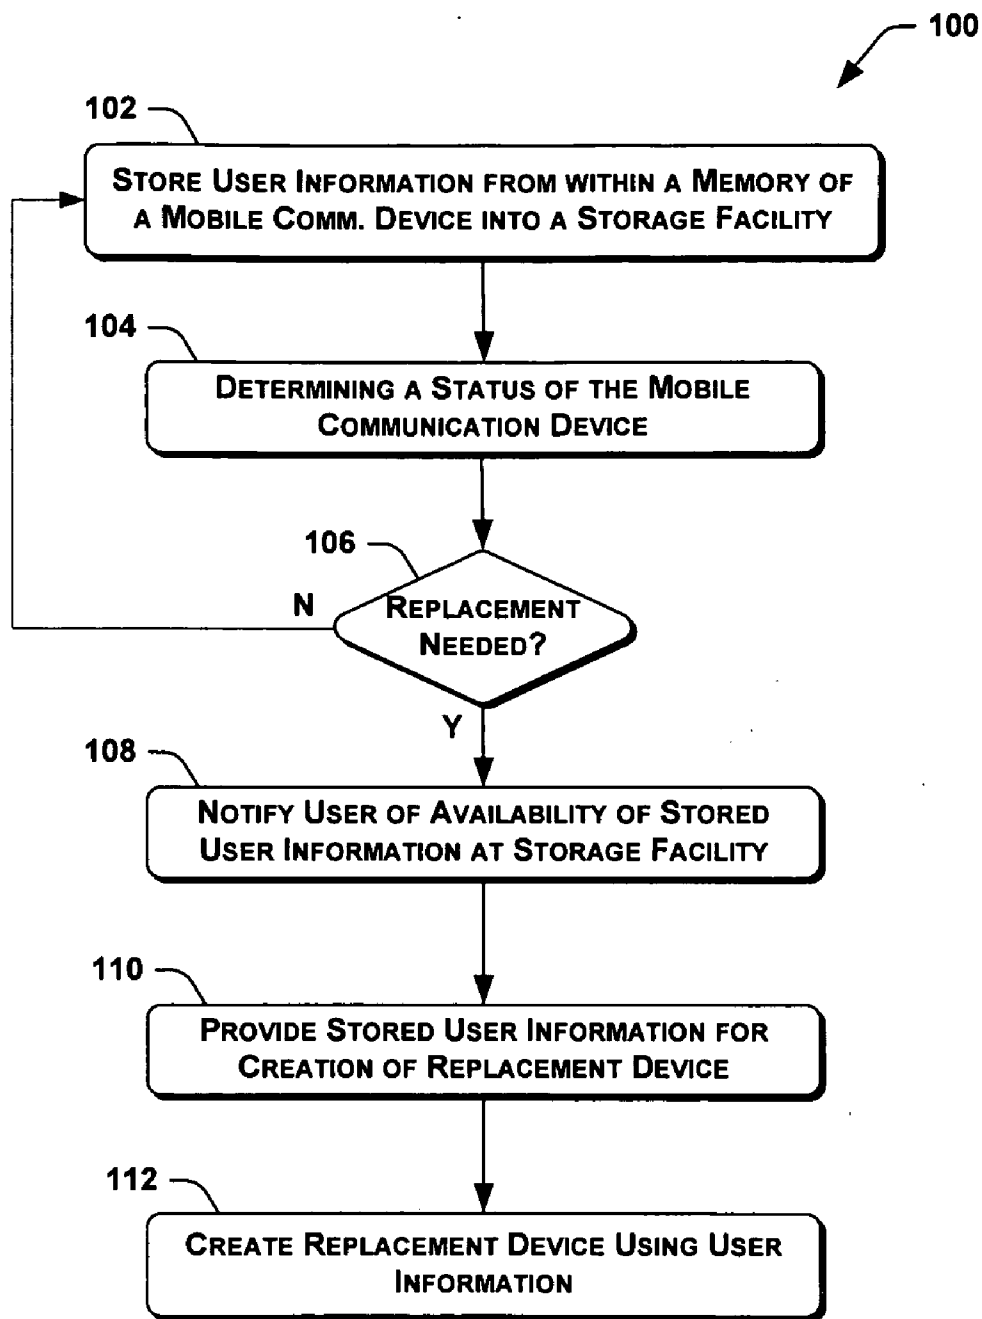 100
102
STORE USER INFORMATION FROM WITHIN A MEMORY OF
A MOBILE COMM. DEVICE INTO A STORAGE FACILITY
104
DETERMINING A STATUS OF THE MOBILE
COMMUNICATION DEVICE
106
N
REPLACEMENT
NEEDED?
Y
108
NOTIFY USER OF AVAILABILITY OF STORED
USER INFORMATION AT STORAGE FACILITY
110
PROVIDE STORED USER INFORMATION FOR
CREATION OF REPLACEMENT DEVICE
112
CREATE REPLACEMENT DEVICE USING USER
INFORMATION